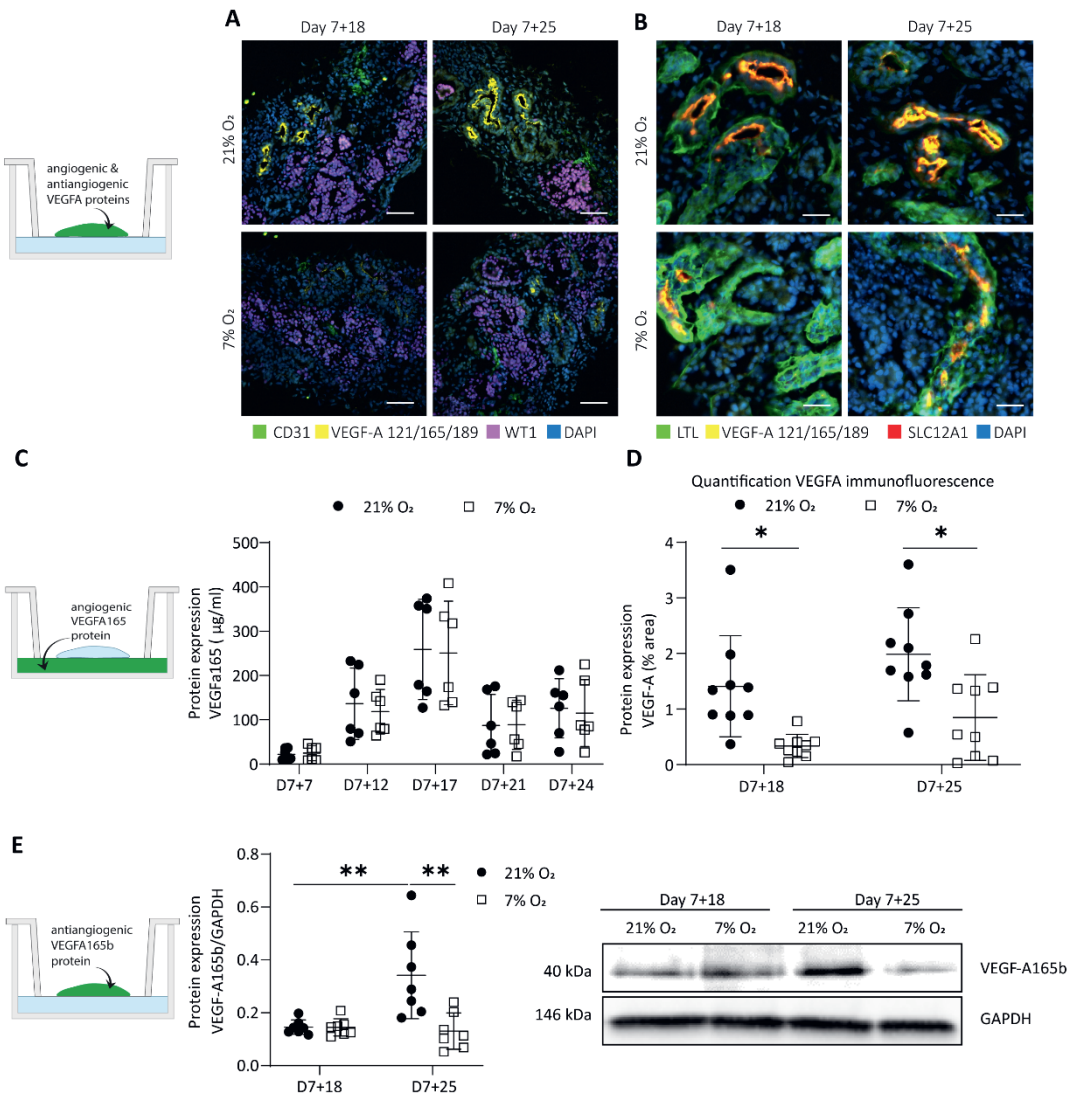 A
B
Day 7+18
Day 7+25
Day 7+18
Day 7+25
21% O₂
7% O₂
21% O₂
7% O₂
angiogenic &
antiangiogenic
VEGFA proteins
CD31 VEGF-A 121/165/189 WT1 DAPI
LTL VEGF-A 121/165/189 SLC12A1 DAPI
C
21% O₂ 7% O₂
angiogenic
VEGFA165
protein
Protein expression
VEGFa165 ( µg/ml)
500
400
300
200
100
0
D7+7 D7+12 D7+17 D7+21 D7+24
D
Quantification VEGFA immunofluorescence
21% O₂ 7% O₂
Protein expression
VEGF-A (% area)
4
3
2
1
0
* *
D7+18 D7+25
E
antiangiogenic
VEGFA165b
protein
Protein expression
VEGF-A165b/GAPDH
0.8
0.6
0.4
0.2
0.0
** **
21% O₂
7% O₂
D7+18 D7+25
Day 7+18 Day 7+25
21% O₂ 7% O₂ 21% O₂ 7% O₂
40 kDa VEGF-A165b
146 kDa GAPDH